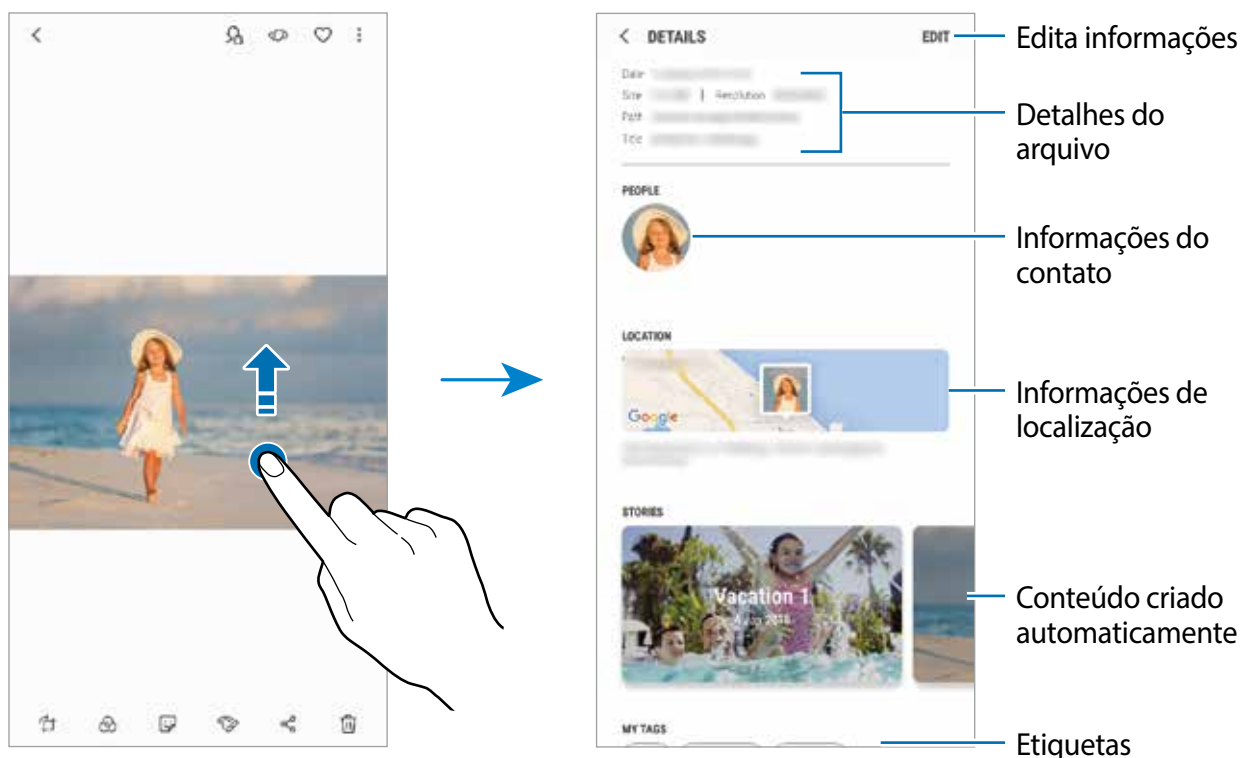 DETAILS
EDIT
Edita informações
Date
Size | Resolution
Path
Title
Detalhes do
arquivo
PEOPLE
Informações do
contato
LOCATION
Google
Informações de
localização
STORIES
Vacation 1
Conteúdo criado
automaticamente
MY TAGS
Etiquetas